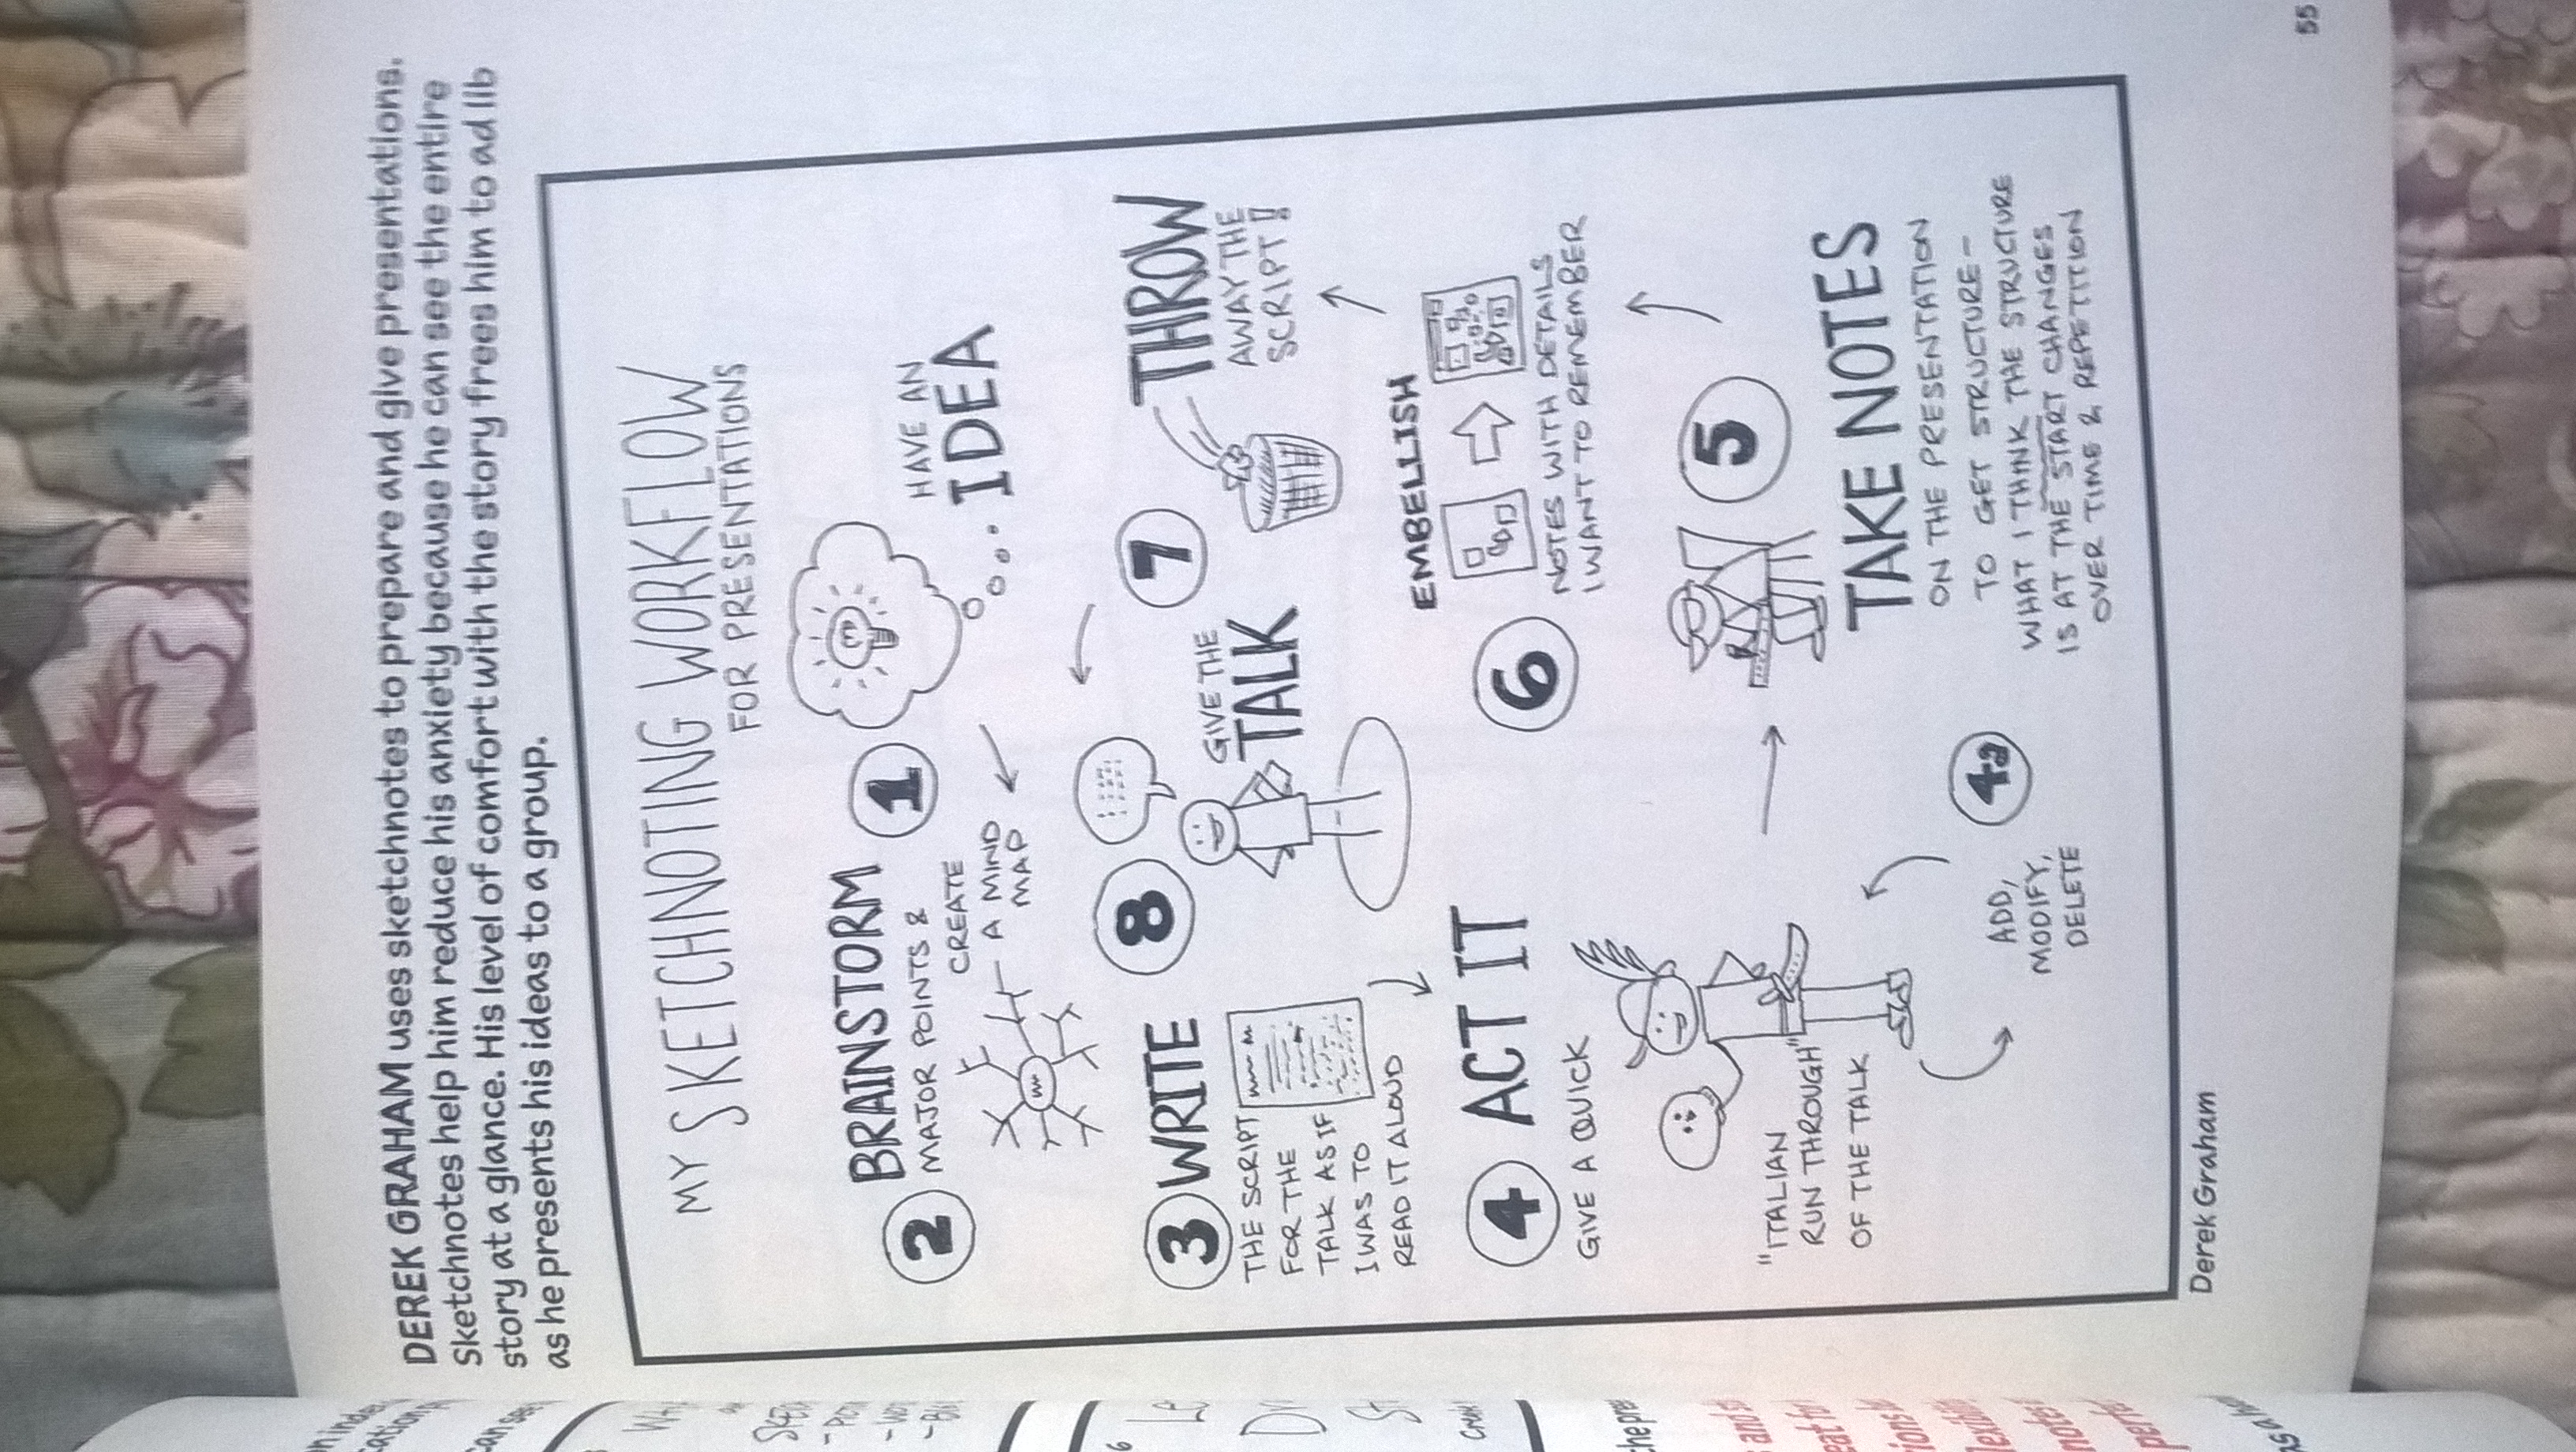 DEREK GRAHAM uses sketchnotes to prepare and give presentations.
Sketchnotes help him reduce his anxiety because he can see the entire
story at a glance. His level of comfort with the story frees him to ad lib
as he presents his ideas to a group.
MY SKETCHNOTING WORKFLOW
FOR PRESENTATIONS
1
HAVE AN
IDEA
2
BRAINSTORM
MAJOR POINTS &
CREATE
A MIND
MAP
3 WRITE
THE SCRIPT
FOR THE
TALK AS IF
I WAS TO
READ IT ALOUD
4 ACT IT
GIVE A QUICK
"ITALIAN
RUN THROUGH"
OF THE TALK
4a
ADD,
MODIFY,
DELETE
5
TAKE NOTES
ON THE PRESENTATION
TO GET STRUCTURE -
WHAT I THINK THE STRUCTURE
IS AT THE START CHANGES
OVER TIME & REPETITION
6
EMBELLISH
NOTES WITH DETAILS
I WANT TO REMEMBER
7
THROW
AWAY THE
SCRIPT!
8
GIVE THE
TALK
Derek Graham
55